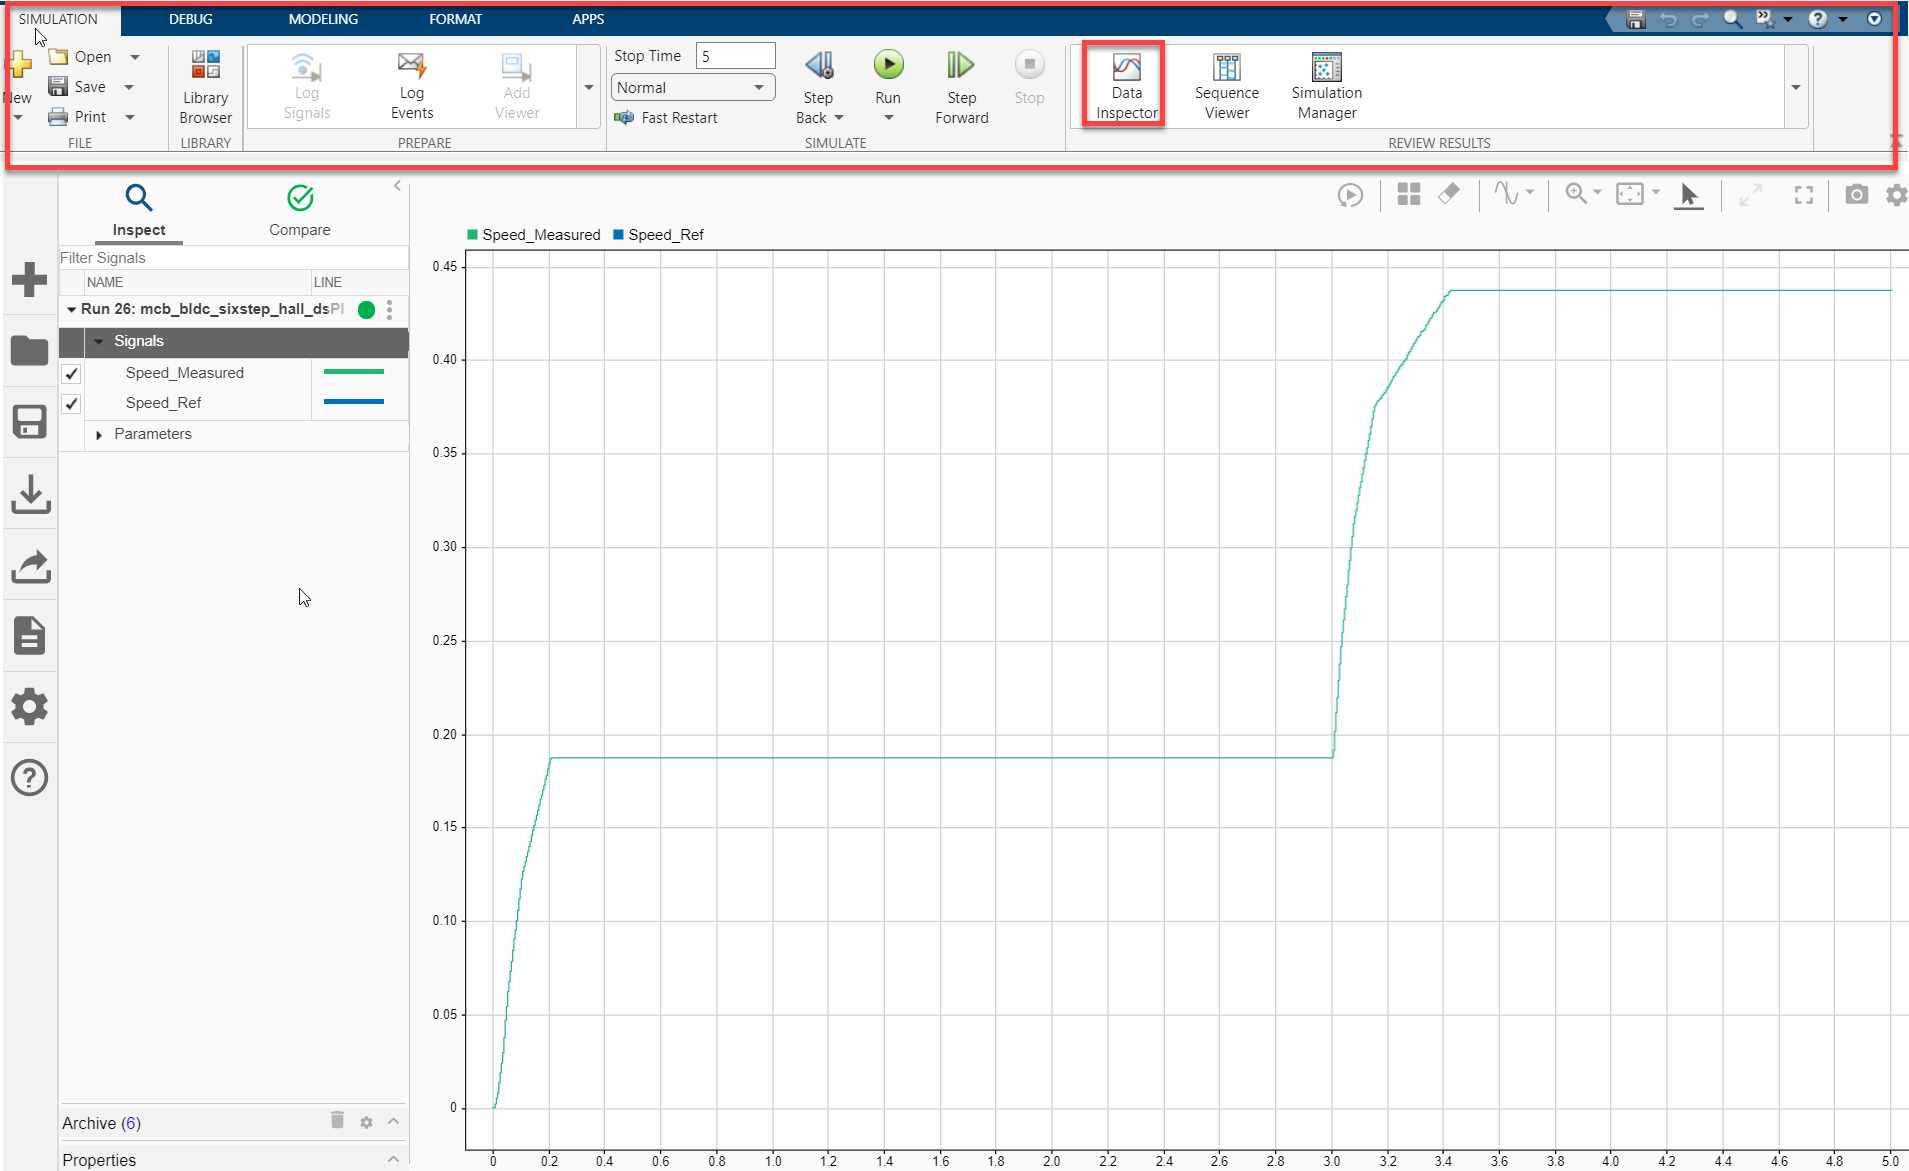 SIMULATION DEBUG MODELING FORMAT APPS
New
Open
Save
Print
FILE
Library
Browser
LIBRARY
Log
Signals
Log
Events
Add
Viewer
PREPARE
Stop Time 5
Normal
Fast Restart
Step
Back
Run
Step
Forward
Stop
SIMULATE
Data
Inspector
Sequence
Viewer
Simulation
Manager
REVIEW RESULTS
Inspect
Compare
Filter Signals
NAME LINE
Run 26: mcb_bldc_sixstep_hall_dsPI
Signals
Speed_Measured
Speed_Ref
Parameters
Archive (6)
Properties
Speed_Measured Speed_Ref
0.45
0.40
0.35
0.30
0.25
0.20
0.15
0.10
0.05
0
0 0.2 0.4 0.6 0.8 1.0 1.2 1.4 1.6 1.8 2.0 2.2 2.4 2.6 2.8 3.0 3.2 3.4 3.6 3.8 4.0 4.2 4.4 4.6 4.8 5.0